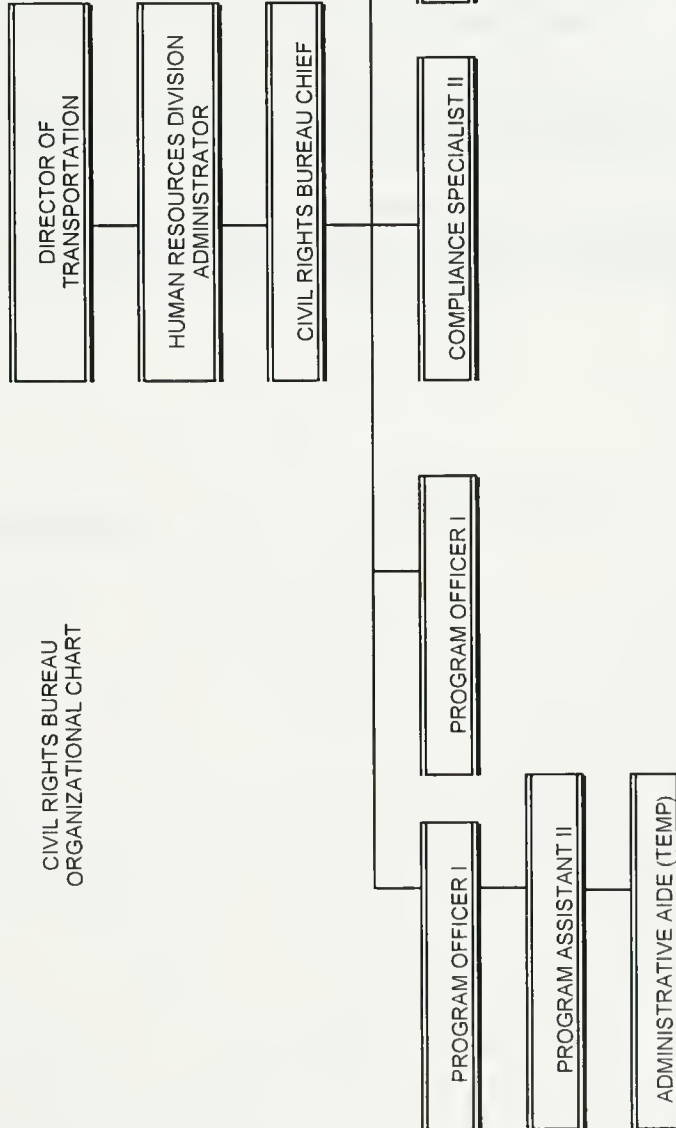 CIVIL RIGHTS BUREAU
ORGANIZATIONAL CHART
DIRECTOR OF
TRANSPORTATION
HUMAN RESOURCES DIVISION
ADMINISTRATOR
CIVIL RIGHTS BUREAU CHIEF
PROGRAM OFFICER I
PROGRAM OFFICER I
COMPLIANCE SPECIALIST II
PROGRAM ASSISTANT II
ADMINISTRATIVE AIDE (TEMP)